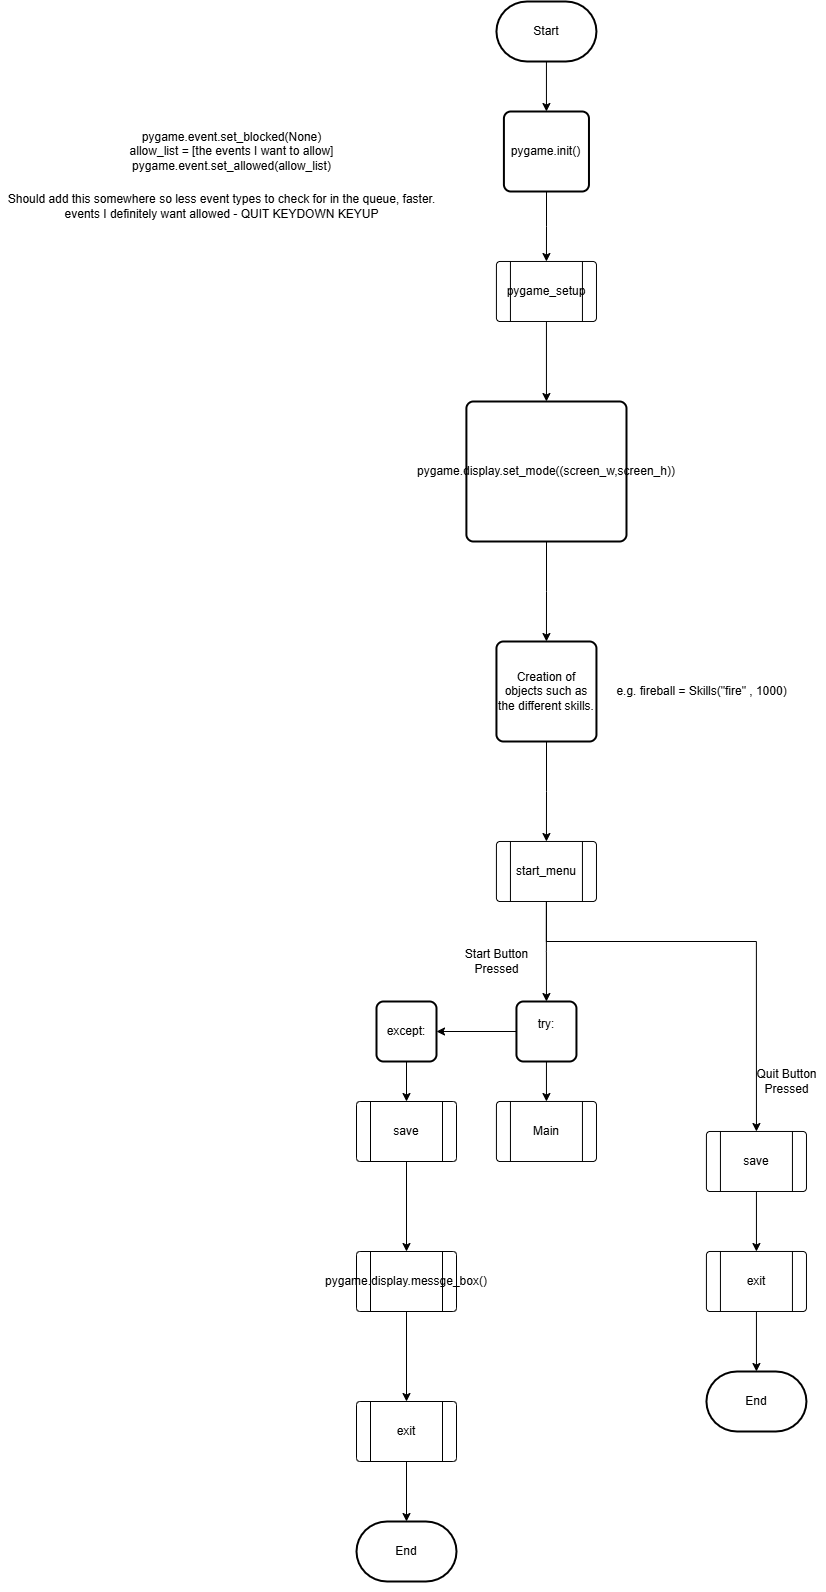 Start
pygame.event.set_blocked(None)
allow_list = [the events I want to allow]
pygame.event.set_allowed(allow_list)
Should add this somewhere so less event types to check for in the queue, faster.
events I definitely want allowed - QUIT KEYDOWN KEYUP
pygame.init()
pygame_setup
pygame.display.set_mode((screen_w,screen_h))
Creation of
objects such as
the different skills.
e.g. fireball = Skills("fire" , 1000)
start_menu
Start Button
Pressed
except:
try:
Quit Button
Pressed
save
Main
save
pygame.display.messge_box()
exit
exit
End
End